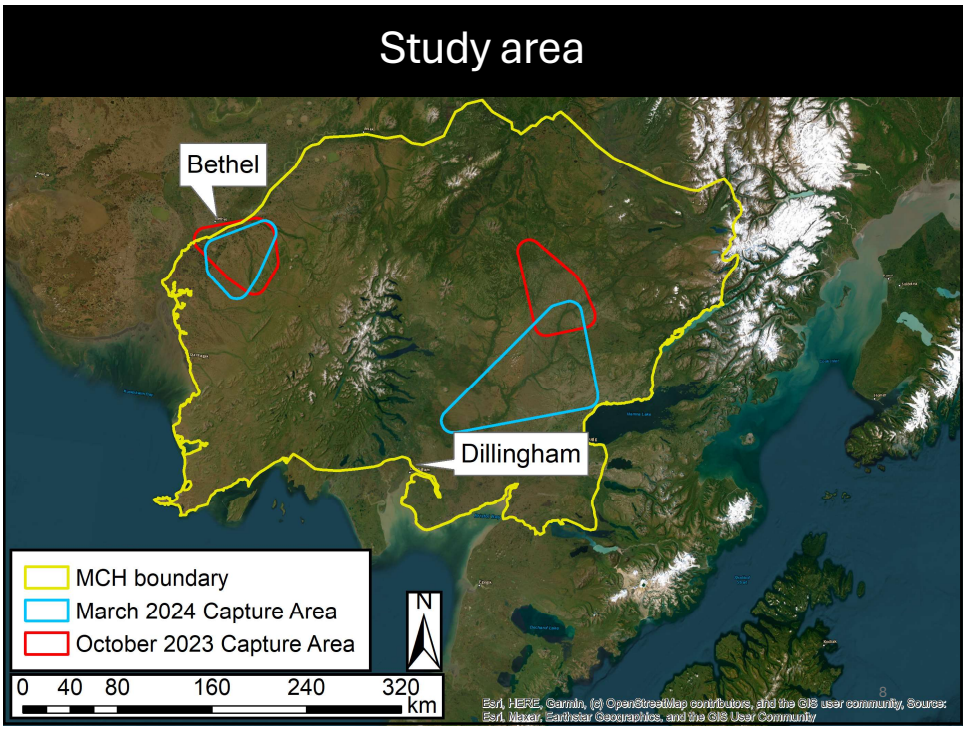 Study area
Bethel
Dillingham
MCH boundary
March 2024 Capture Area
October 2023 Capture Area
N
0 40 80 160 240 320
km
8
Esri, HERE, Garmin, (c) OpenStreetMap contributors, and the GIS user community, Source:
Esri, Maxar, Earthstar Geographics, and the GIS User Community